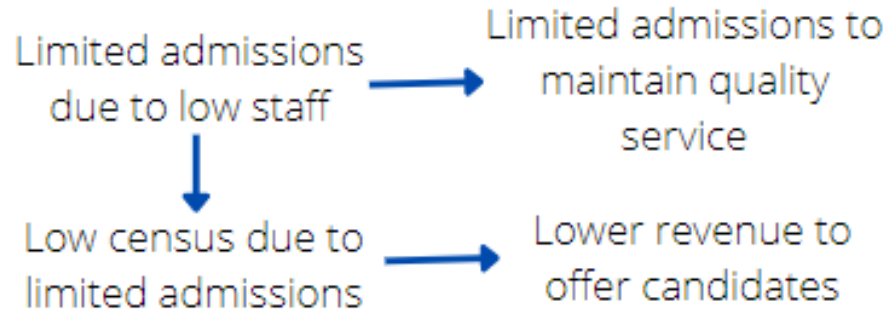 Limited admissions
due to low staff
Limited admissions to
maintain quality
service
Low census due to
limited admissions
Lower revenue to
offer candidates